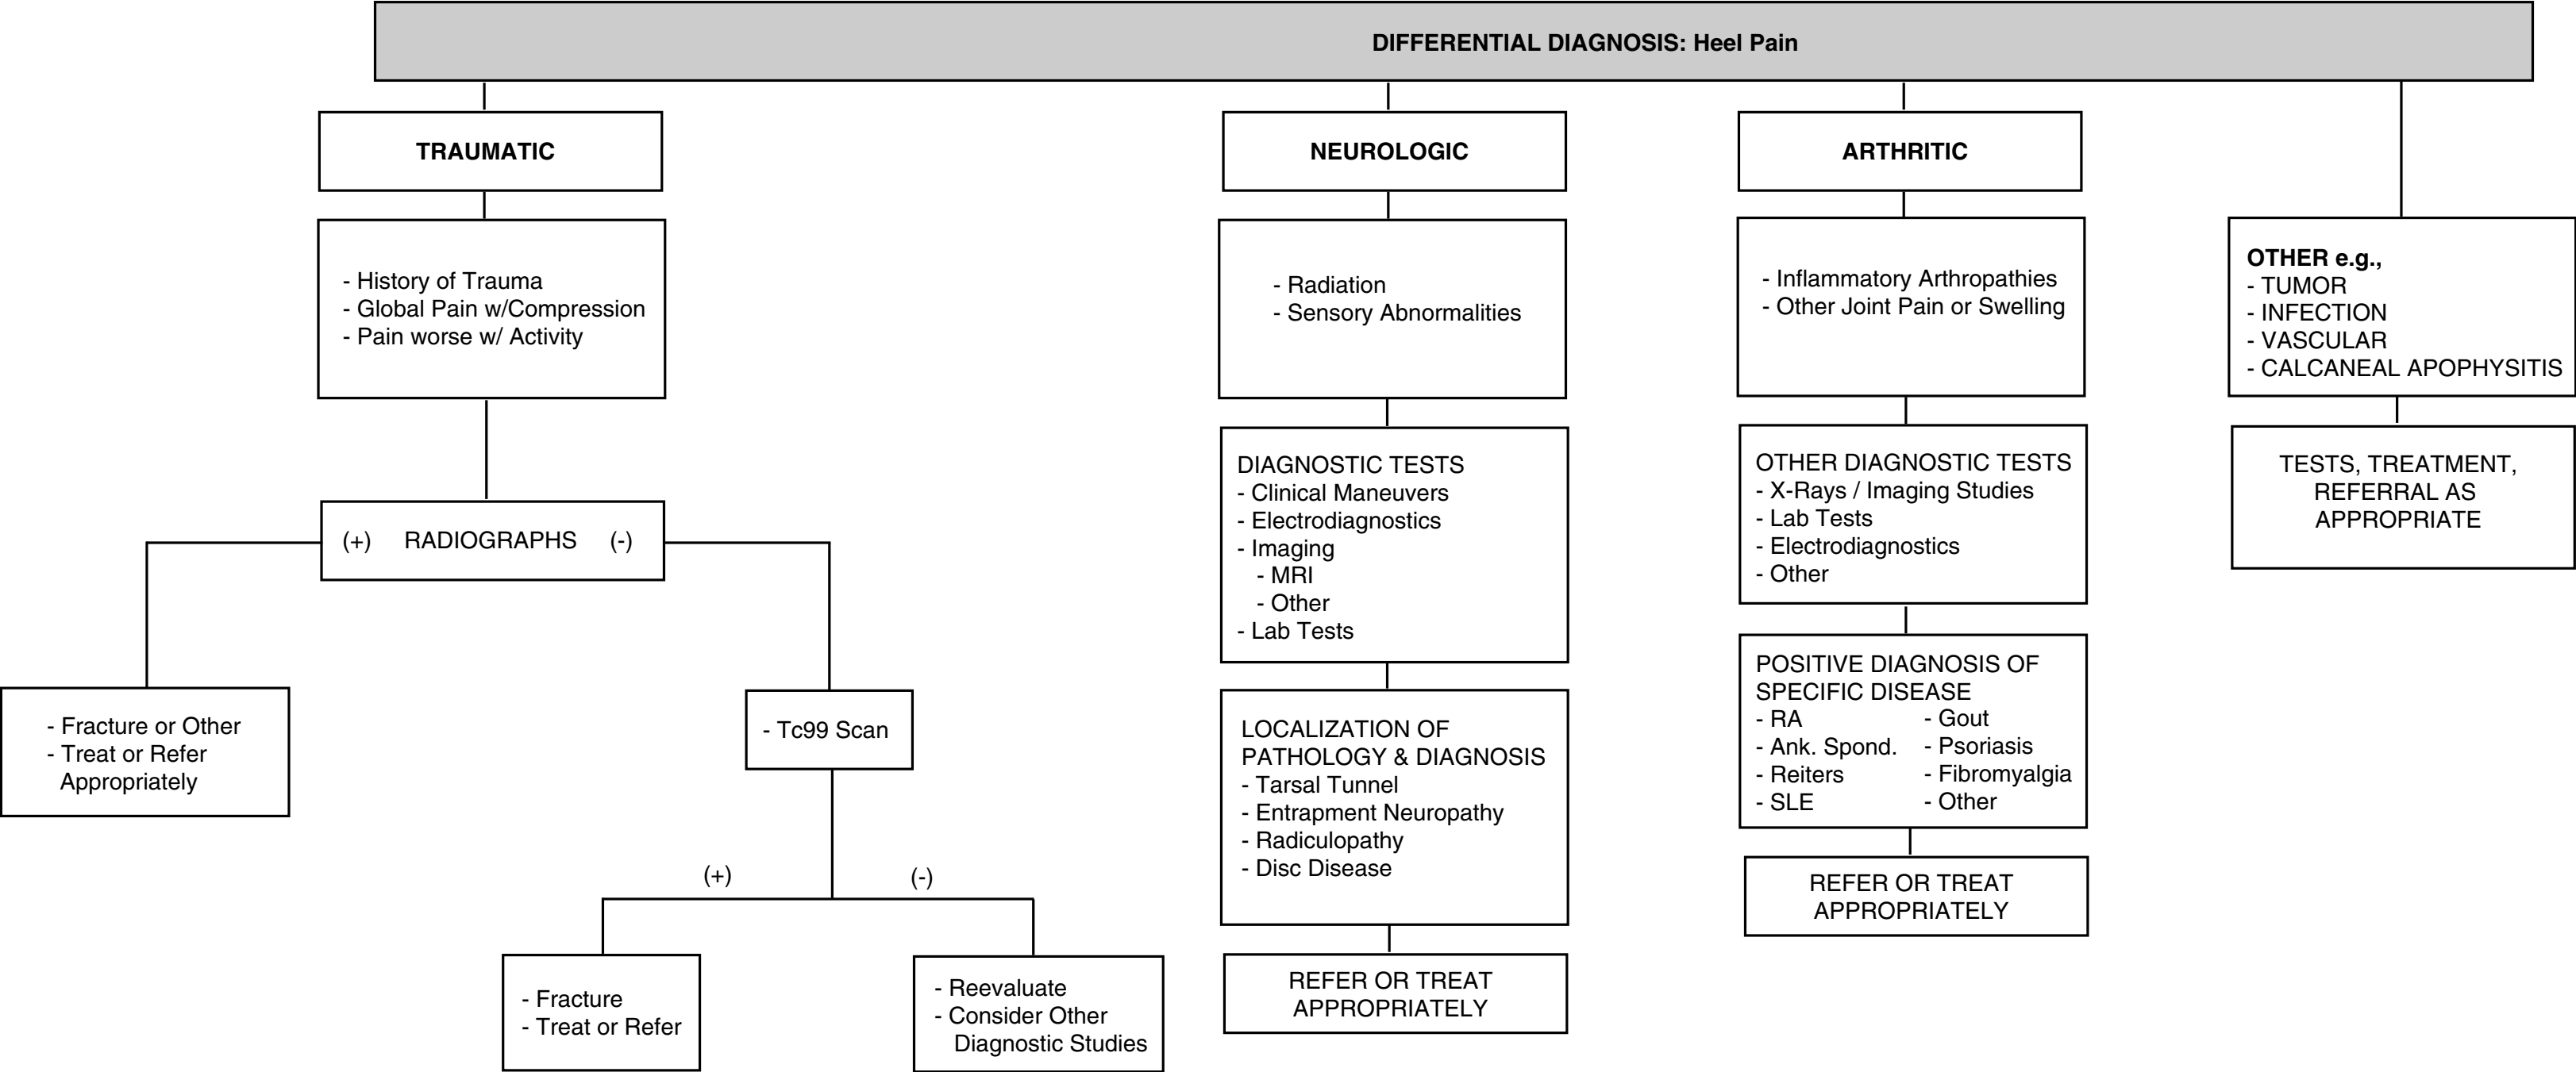 DIFFERENTIAL DIAGNOSIS: Heel Pain
TRAUMATIC
- History of Trauma
- Global Pain w/Compression
- Pain worse w/ Activity
(+) RADIOGRAPHS (-)
- Fracture or Other
- Treat or Refer
Appropriately
- Tc99 Scan
(+)
(-)
- Fracture
- Treat or Refer
- Reevaluate
- Consider Other
Diagnostic Studies
NEUROLOGIC
- Radiation
- Sensory Abnormalities
DIAGNOSTIC TESTS
- Clinical Maneuvers
- Electrodiagnostics
- Imaging
- MRI
- Other
- Lab Tests
LOCALIZATION OF
PATHOLOGY & DIAGNOSIS
- Tarsal Tunnel
- Entrapment Neuropathy
- Radiculopathy
- Disc Disease
REFER OR TREAT
APPROPRIATELY
ARTHRITIC
- Inflammatory Arthropathies
- Other Joint Pain or Swelling
OTHER DIAGNOSTIC TESTS
- X-Rays / Imaging Studies
- Lab Tests
- Electrodiagnostics
- Other
POSITIVE DIAGNOSIS OF
SPECIFIC DISEASE
- RA
- Ank. Spond.
- Reiters
- SLE
- Gout
- Psoriasis
- Fibromyalgia
- Other
REFER OR TREAT
APPROPRIATELY
OTHER e.g.,
- TUMOR
- INFECTION
- VASCULAR
- CALCANEAL APOPHYSITIS
TESTS, TREATMENT,
REFERRAL AS
APPROPRIATE